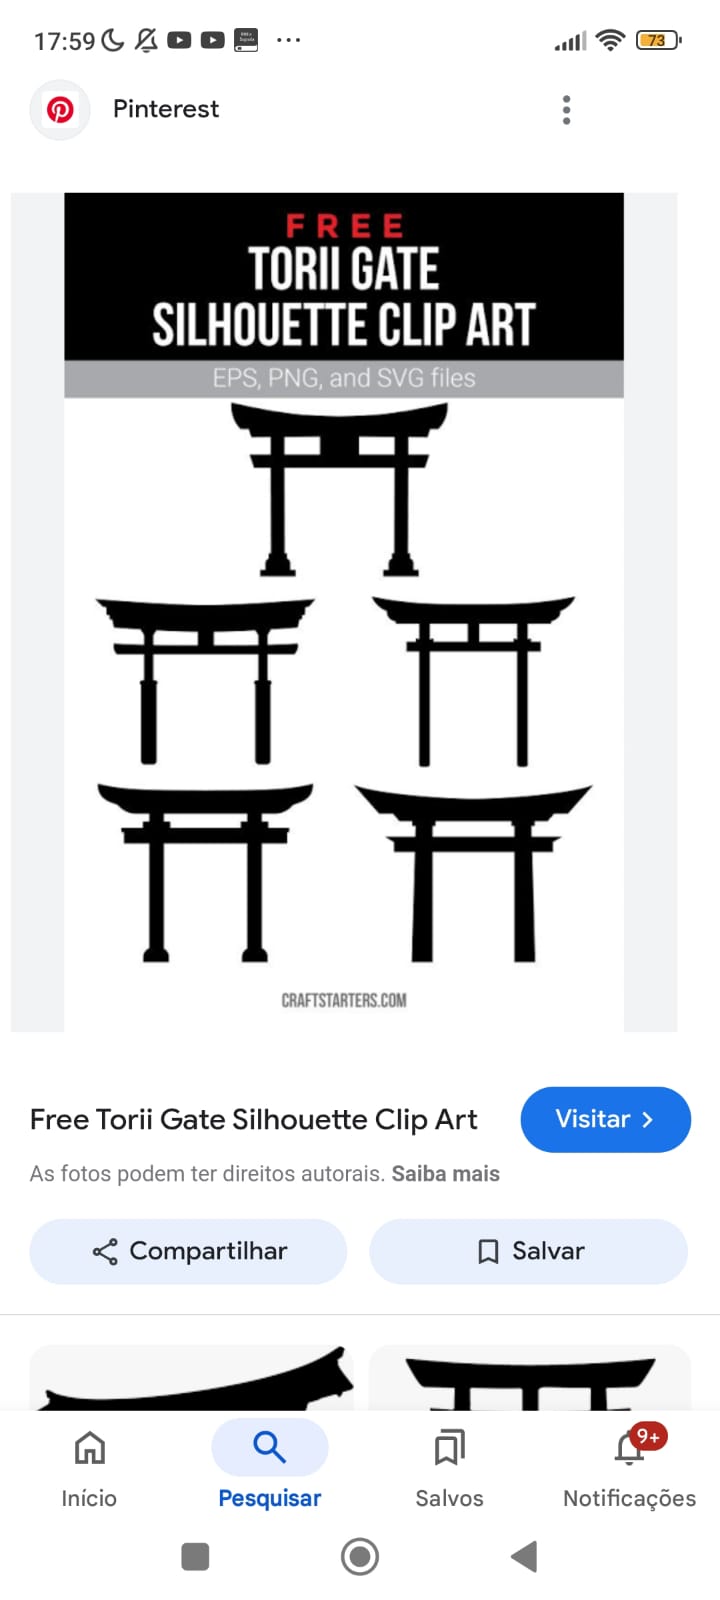 17:59
73
Pinterest
FREE
TORII GATE
SILHOUETTE CLIP ART
EPS, PNG, and SVG files
CRAFTSTARTERS.COM
Free Torii Gate Silhouette Clip Art
Visitar
As fotos podem ter direitos autorais. Saiba mais
Compartilhar
Salvar
9+
Início
Pesquisar
Salvos
Notificações